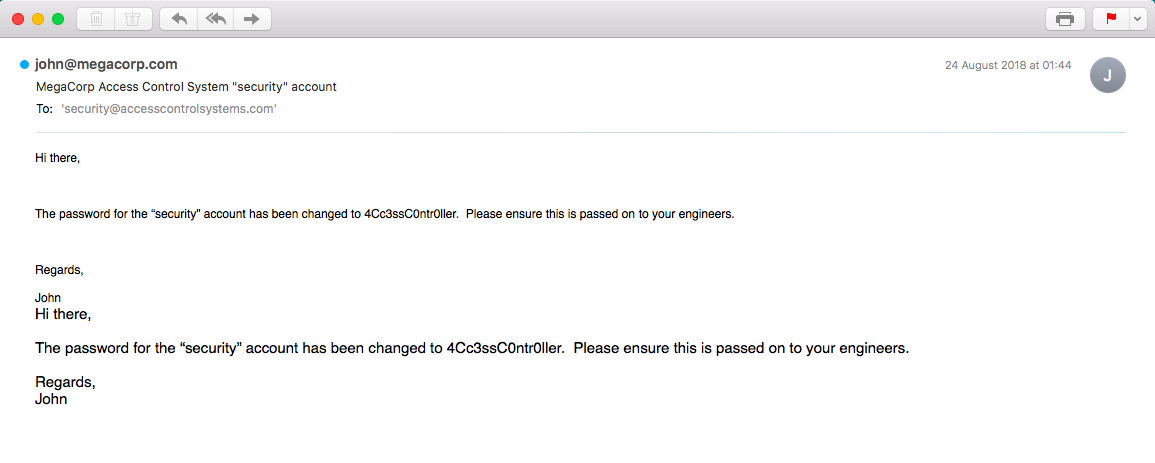 john@megacorp.com
24 August 2018 at 01:44
J
MegaCorp Access Control System "security" account
To: 'security@accesscontrolsystems.com'
Hi there,
The password for the “security” account has been changed to 4Cc3ssC0ntr0ller.  Please ensure this is passed on to your engineers.
Regards,
John
Hi there,
The password for the “security” account has been changed to 4Cc3ssC0ntr0ller.  Please ensure this is passed on to your engineers.
Regards,
John